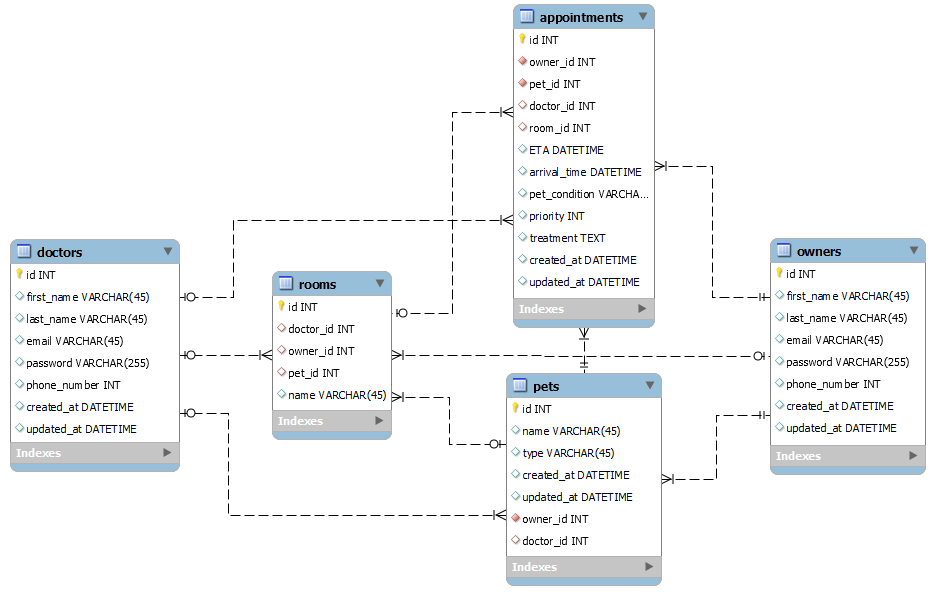 appointments
id INT
owner_id INT
pet_id INT
doctor_id INT
room_id INT
ETA DATETIME
arrival_time DATETIME
pet_condition VARCHA...
priority INT
treatment TEXT
created_at DATETIME
updated_at DATETIME
Indexes
doctors
id INT
first_name VARCHAR(45)
last_name VARCHAR(45)
email VARCHAR(45)
password VARCHAR(255)
phone_number INT
created_at DATETIME
updated_at DATETIME
Indexes
rooms
id INT
doctor_id INT
owner_id INT
pet_id INT
name VARCHAR(45)
Indexes
owners
id INT
first_name VARCHAR(45)
last_name VARCHAR(45)
email VARCHAR(45)
password VARCHAR(255)
phone_number INT
created_at DATETIME
updated_at DATETIME
Indexes
pets
id INT
name VARCHAR(45)
type VARCHAR(45)
created_at DATETIME
updated_at DATETIME
owner_id INT
doctor_id INT
Indexes